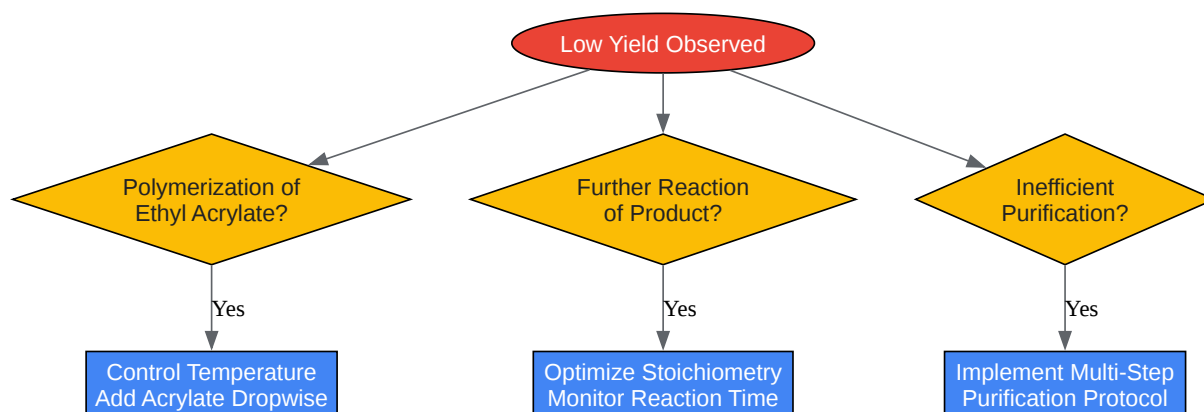 Low Yield Observed
Polymerization of
Ethyl Acrylate?
Further Reaction
of Product?
Inefficient
Purification?
Yes
Yes
Yes
Control Temperature
Add Acrylate Dropwise
Optimize Stoichiometry
Monitor Reaction Time
Implement Multi-Step
Purification Protocol